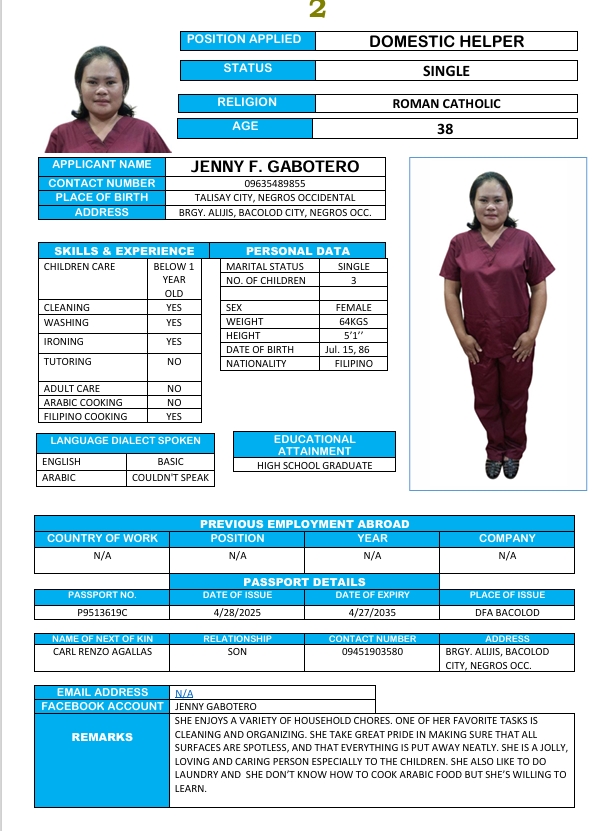 2
POSITION APPLIED DOMESTIC HELPER
STATUS SINGLE
RELIGION ROMAN CATHOLIC
AGE 38
APPLICANT NAME JENNY F. GABOTERO
CONTACT NUMBER 09635489855
PLACE OF BIRTH TALISAY CITY, NEGROS OCCIDENTAL
ADDRESS BRGY. ALIJIS, BACOLOD CITY, NEGROS OCC.
SKILLS & EXPERIENCE
CHILDREN CARE BELOW 1
YEAR
OLD
CLEANING YES
WASHING YES
IRONING YES
TUTORING NO
ADULT CARE NO
ARABIC COOKING NO
FILIPINO COOKING YES
PERSONAL DATA
MARITAL STATUS SINGLE
NO. OF CHILDREN 3
SEX FEMALE
WEIGHT 64KGS
HEIGHT 5'1''
DATE OF BIRTH Jul. 15, 86
NATIONALITY FILIPINO
LANGUAGE DIALECT SPOKEN
ENGLISH BASIC
ARABIC COULDN'T SPEAK
EDUCATIONAL
ATTAINMENT
HIGH SCHOOL GRADUATE
PREVIOUS EMPLOYMENT ABROAD
COUNTRY OF WORK POSITION YEAR COMPANY
N/A N/A N/A N/A
PASSPORT DETAILS
PASSPORT NO. DATE OF ISSUE DATE OF EXPIRY PLACE OF ISSUE
P9513619C 4/28/2025 4/27/2035 DFA BACOLOD
NAME OF NEXT OF KIN RELATIONSHIP CONTACT NUMBER ADDRESS
CARL RENZO AGALLAS SON 09451903580 BRGY. ALIJIS, BACOLOD
CITY, NEGROS OCC.
EMAIL ADDRESS N/A
FACEBOOK ACCOUNT JENNY GABOTERO
REMARKS
SHE ENJOYS A VARIETY OF HOUSEHOLD CHORES. ONE OF HER FAVORITE TASKS IS
CLEANING AND ORGANIZING. SHE TAKE GREAT PRIDE IN MAKING SURE THAT ALL
SURFACES ARE SPOTLESS, AND THAT EVERYTHING IS PUT AWAY NEATLY. SHE IS A JOLLY,
LOVING AND CARING PERSON ESPECIALLY TO THE CHILDREN. SHE ALSO LIKE TO DO
LAUNDRY AND SHE DON'T KNOW HOW TO COOK ARABIC FOOD BUT SHE'S WILLING TO
LEARN.